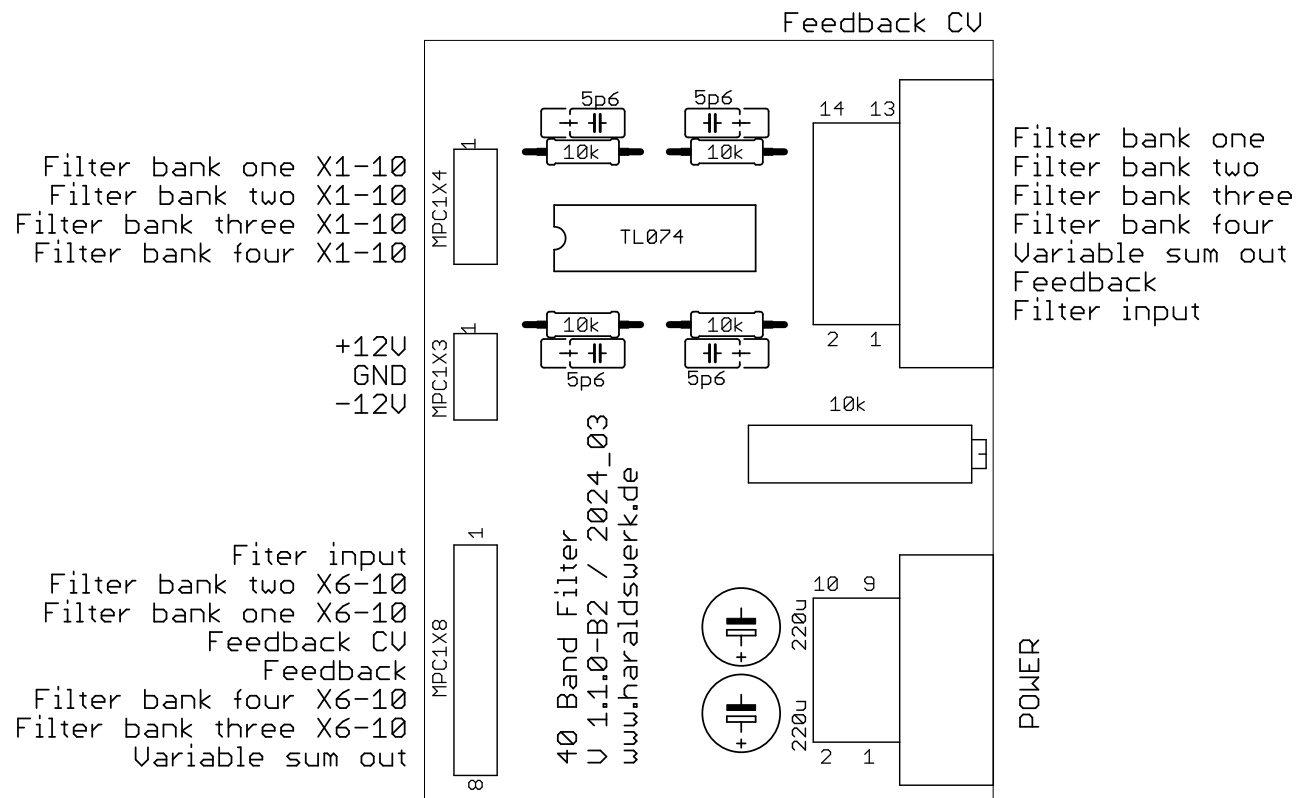 Feedback CV
5p6
5p6
14 13
10k
10k
1
Filter bank one X1-10
Filter bank two X1-10
Filter bank three X1-10
Filter bank four X1-10
MPC1X4
TL074
Filter bank one
Filter bank two
Filter bank three
Filter bank four
Variable sum out
Feedback
Filter input
10k
10k
1
2 1
+12V
GND
-12V
MPC1X3
5p6
5p6
10k
40 Band Filter
V 1.1.0-B2 / 2024_03
www.haraldswerk.de
1
Fiter input
Filter bank two X6-10
Filter bank one X6-10
Feedback CV
Feedback
Filter bank four X6-10
Filter bank three X6-10
Variable sum out
MPC1X8
8
10 9
220u
220u
POWER
2 1